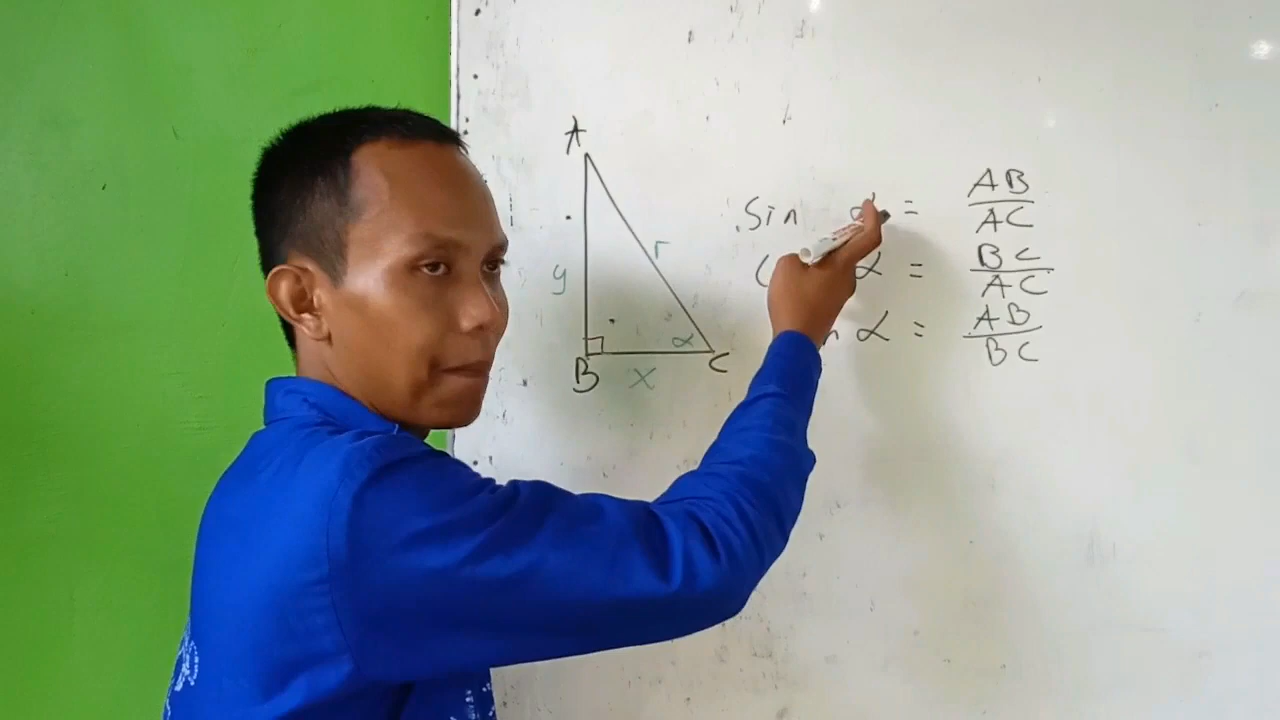 A
y
r
α
B
x
C
Sin α = AB/AC
α = BC/AC
α = AB/BC